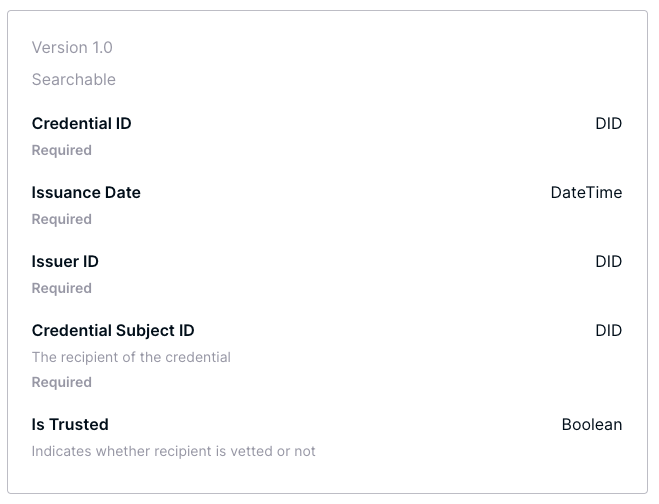 Version 1.0
Searchable
Credential ID DID
Required
Issuance Date DateTime
Required
Issuer ID DID
Required
Credential Subject ID DID
The recipient of the credential
Required
Is Trusted Boolean
Indicates whether recipient is vetted or not